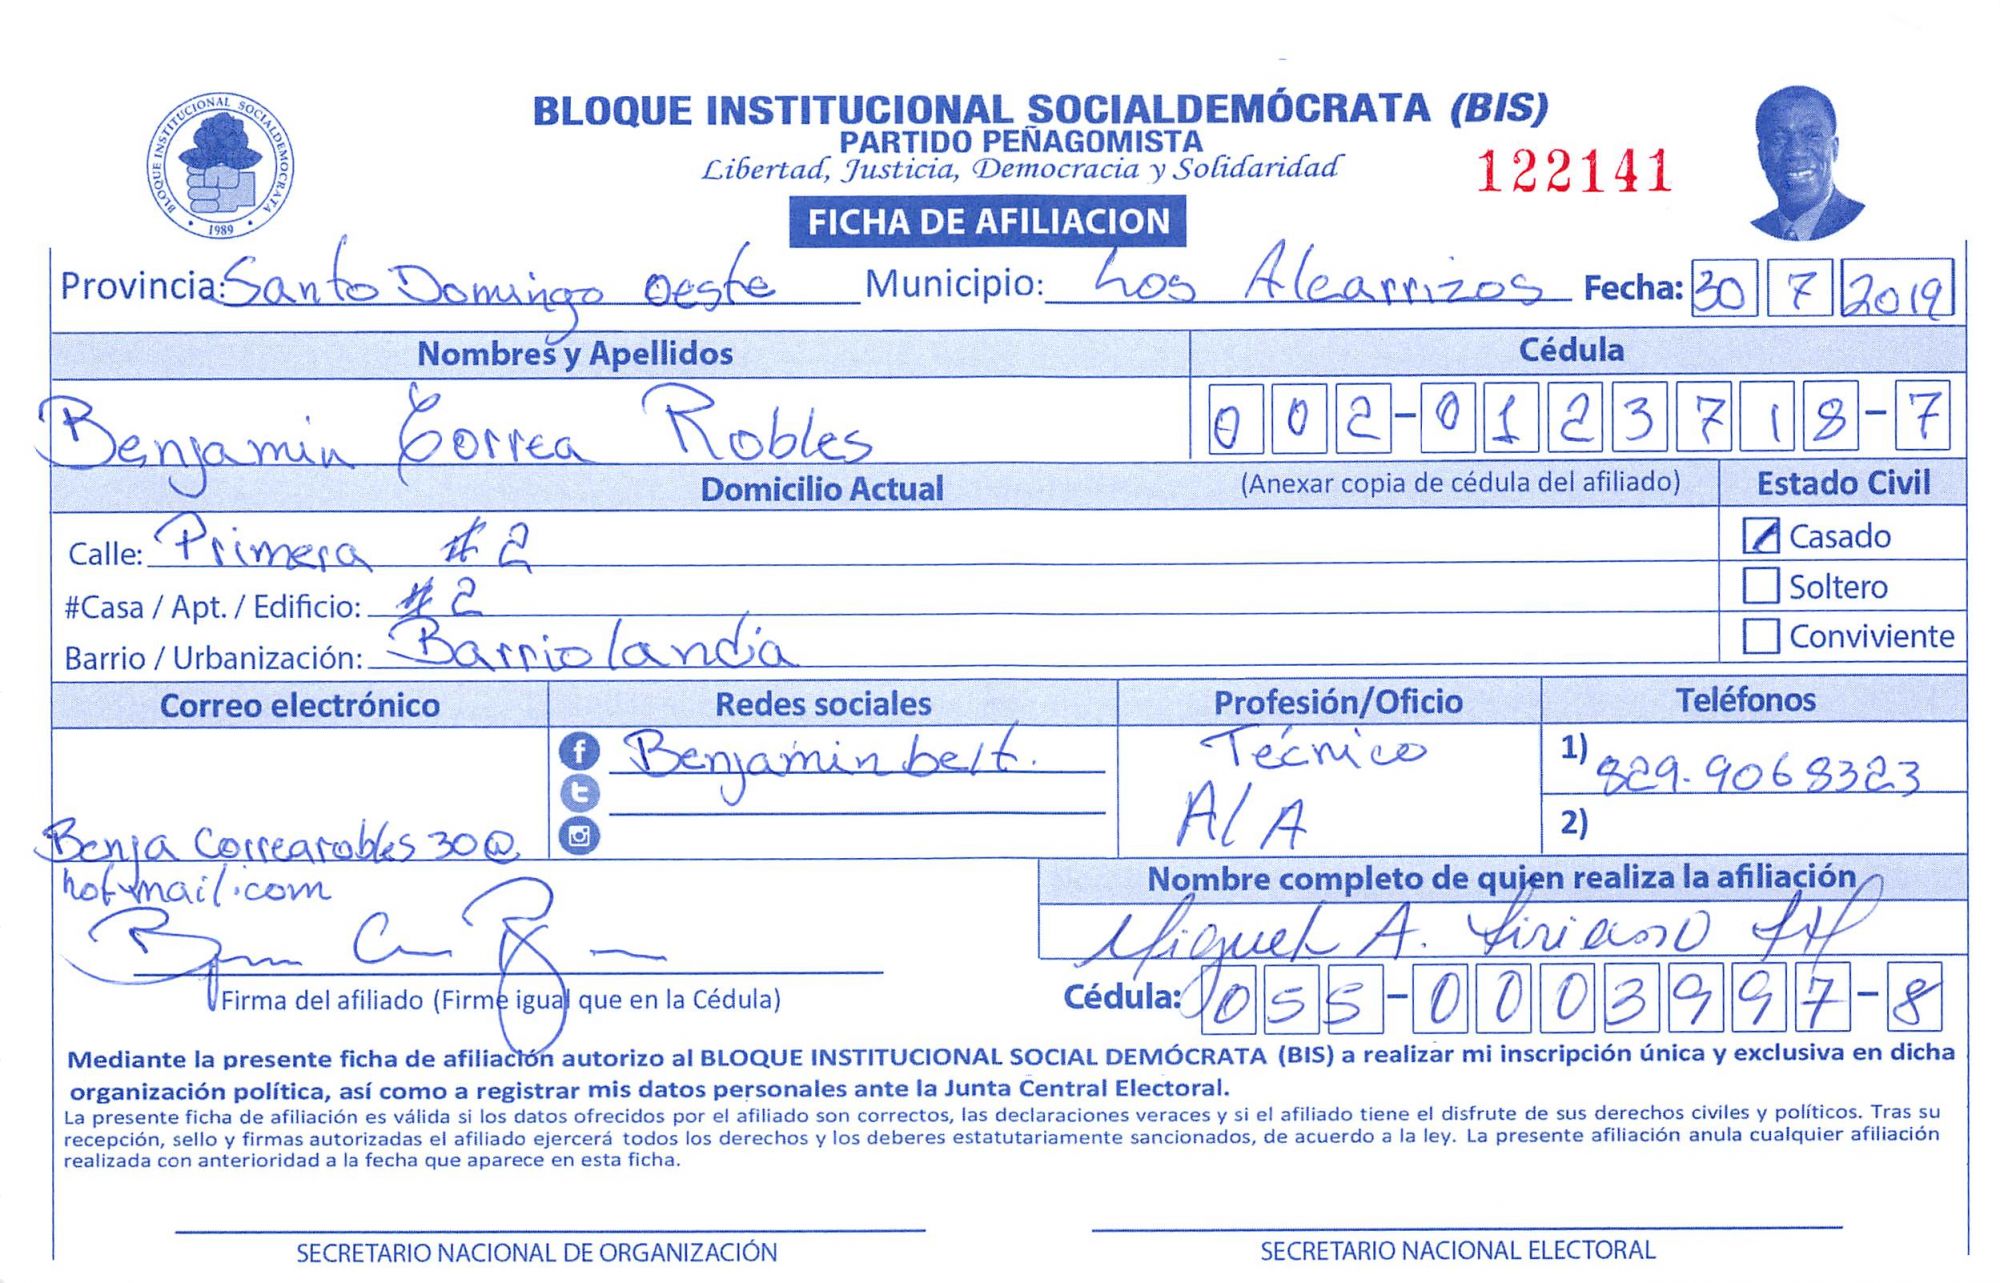 BLOQUE INSTITUCIONAL SOCIALDEMOCRATA
1989
BLOQUE INSTITUCIONAL SOCIALDEMÓCRATA (BIS)
PARTIDO PEÑAGOMISTA
Libertad, Justicia, Democracia y Solidaridad
122141
FICHA DE AFILIACION
Provincia: Santo Domingo oeste Municipio: Los Alcarrizos Fecha: 30 7 2019
Nombres y Apellidos Cédula
Benjamin Correa Robles 002-0123718-7
Domicilio Actual (Anexar copia de cédula del afiliado) Estado Civil
Calle: Primera #2 Casado
#Casa / Apt. / Edificio: #2 Soltero
Barrio / Urbanización: Barriolandia Conviviente
Correo electrónico Redes sociales Profesión/Oficio Teléfonos
Benjamin belt. Técnico 1) 829-9068323
A/A 2)
Benja Correarobles 30@
hotmail.com
Nombre completo de quien realiza la afiliación
Miguel A.
Firma del afiliado (Firme igual que en la Cédula) Cédula: 055-0003997-8
Mediante la presente ficha de afiliación autorizo al BLOQUE INSTITUCIONAL SOCIAL DEMÓCRATA (BIS) a realizar mi inscripción única y exclusiva en dicha
organización política, así como a registrar mis datos personales ante la Junta Central Electoral.
La presente ficha de afiliación es válida si los datos ofrecidos por el afiliado son correctos, las declaraciones veraces y si el afiliado tiene el disfrute de sus derechos civiles y políticos. Tras su
recepción, sello y firmas autorizadas el afiliado ejercerá todos los derechos y los deberes estatutariamente sancionados, de acuerdo a la ley. La presente afiliación anula cualquier afiliación
realizada con anterioridad a la fecha que aparece en esta ficha.
SECRETARIO NACIONAL DE ORGANIZACIÓN SECRETARIO NACIONAL ELECTORAL